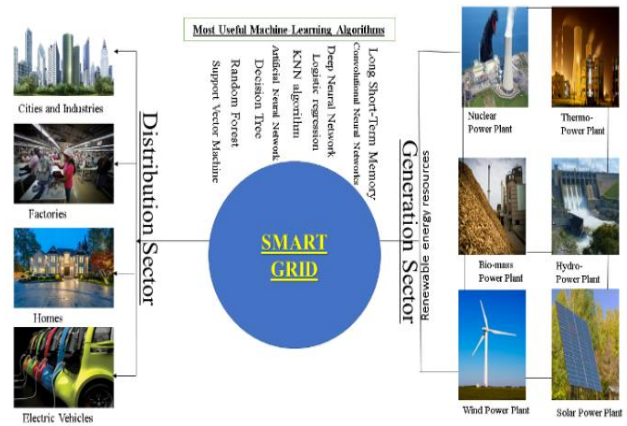 Most Useful Machine Learning Algorithms
Support Vector Machine
Random Forest
Decision Tree
Artificial Neural Network
KNN algorithm
Logistic regression
Deep Neural Network
Convolutional Neural Networks
Long Short-Term Memory
Cities and Industries
Factories
Homes
Electric Vehicles
Distribution Sector
SMART
GRID
Generation Sector
Renewable energy resources
Nuclear
Power Plant
Thermo-
Power Plant
Bio-mass
Power Plant
Hydro-
Power Plant
Wind Power Plant
Solar Power Plant